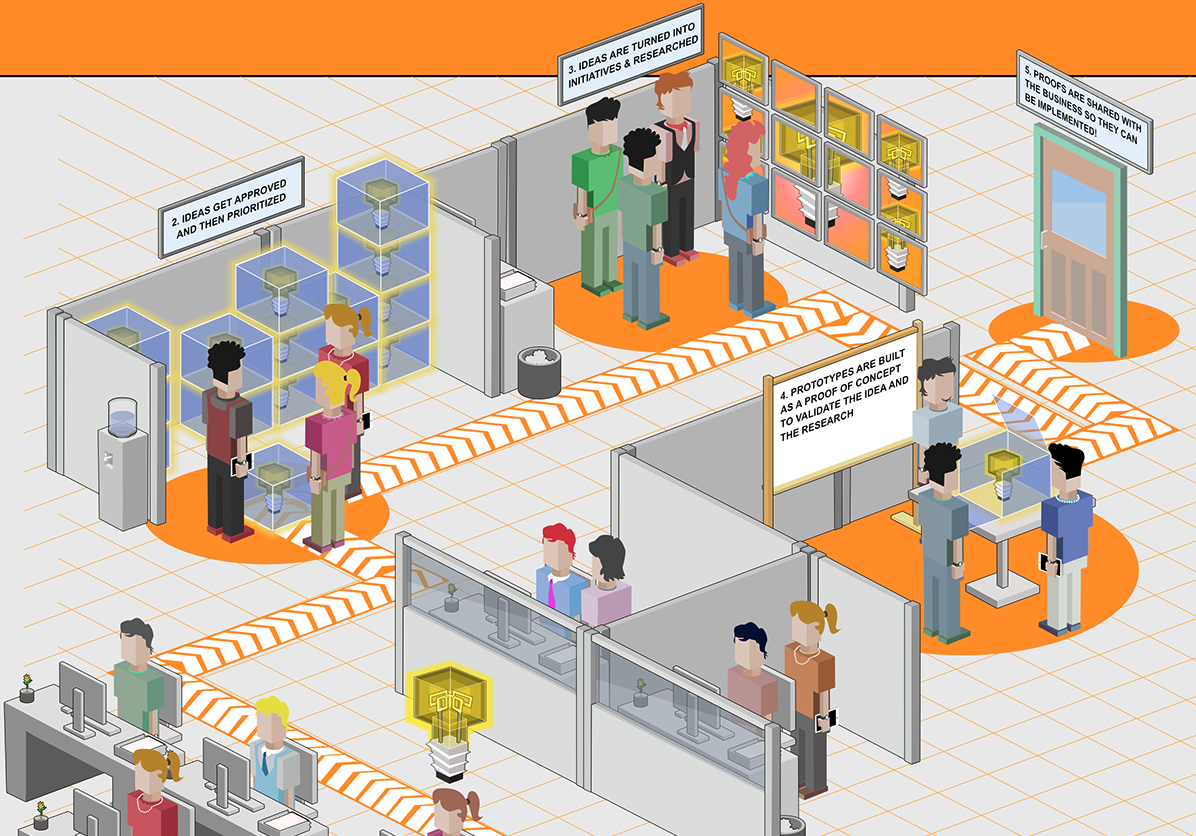 2. IDEAS GET APPROVED
AND THEN PRIORITIZED
3. IDEAS ARE TURNED INTO
INITIATIVES & RESEARCHED
4. PROTOTYPES ARE BUILT
AS A PROOF OF CONCEPT
TO VALIDATE THE IDEA AND
THE RESEARCH
5. PROOFS ARE SHARED WITH
THE BUSINESS SO THEY CAN
BE IMPLEMENTED!